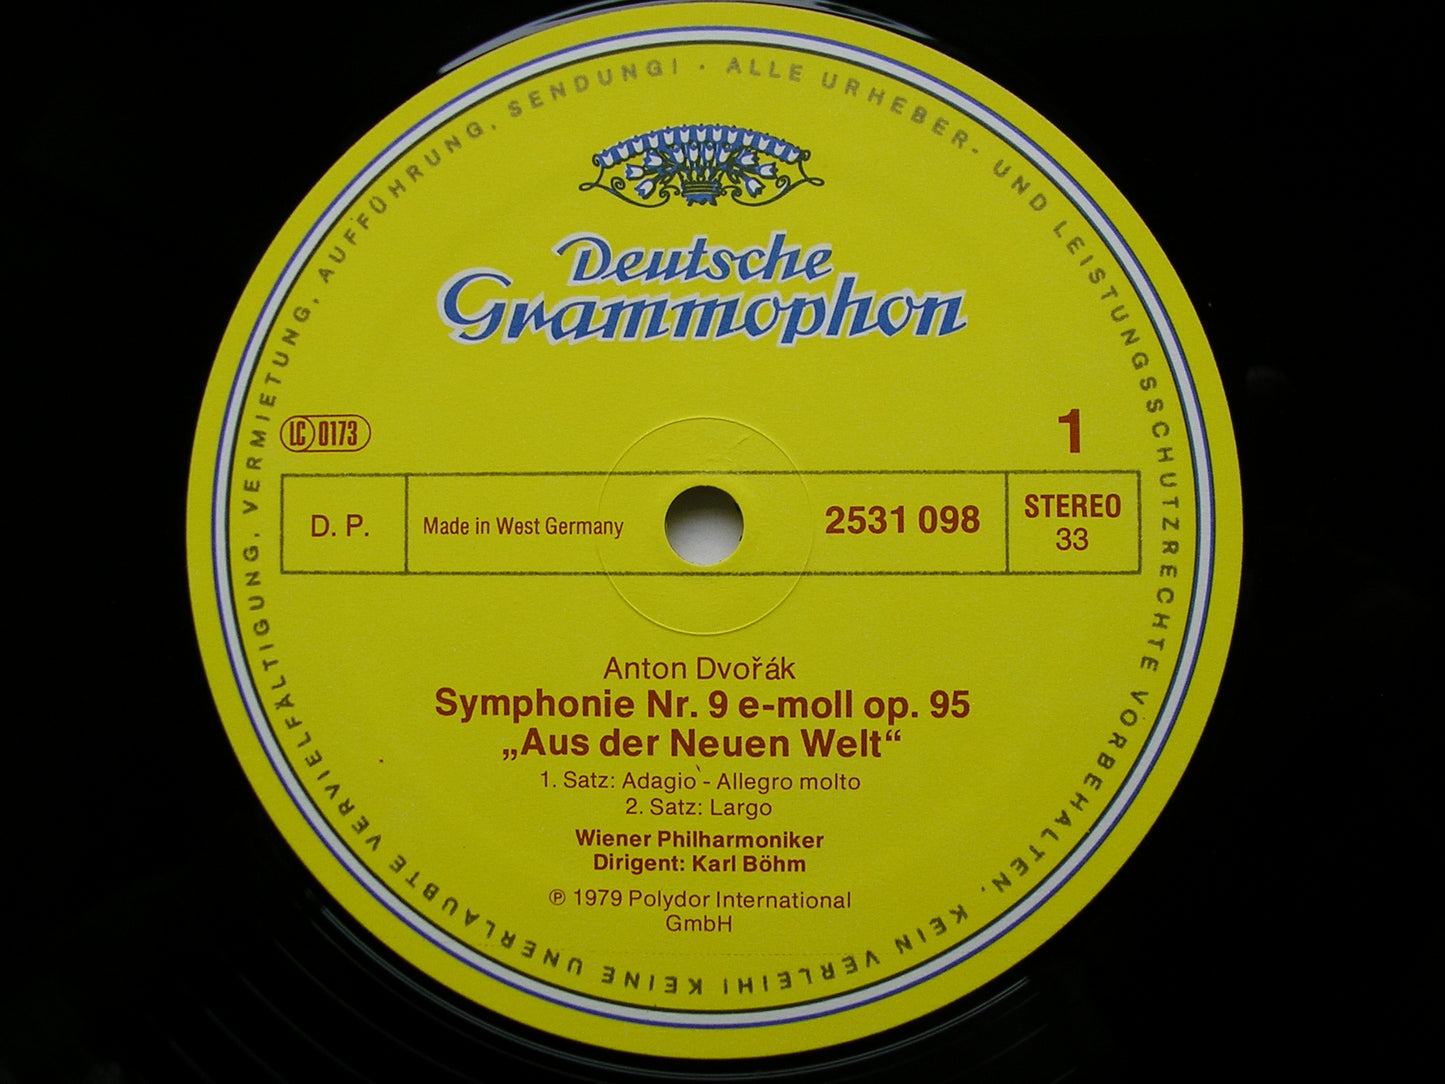 ALLE URHEBER- UND LEISTUNGSSCHUTZRECHTE VORBEHALTEN. KEIN VERLEIH! KEINE UNERLAUBTE VERVIELFÄLTIGUNG, VERMIETUNG, AUFFÜHRUNG, SENDUNG! ·
Deutsche
Grammophon
LC 0173
1
D. P.
Made in West Germany
2531 098
STEREO
33
Anton Dvořák
Symphonie Nr. 9 e-moll op. 95
„Aus der Neuen Welt“
1. Satz: Adagio - Allegro molto
2. Satz: Largo
Wiener Philharmoniker
Dirigent: Karl Böhm
℗ 1979 Polydor International
GmbH